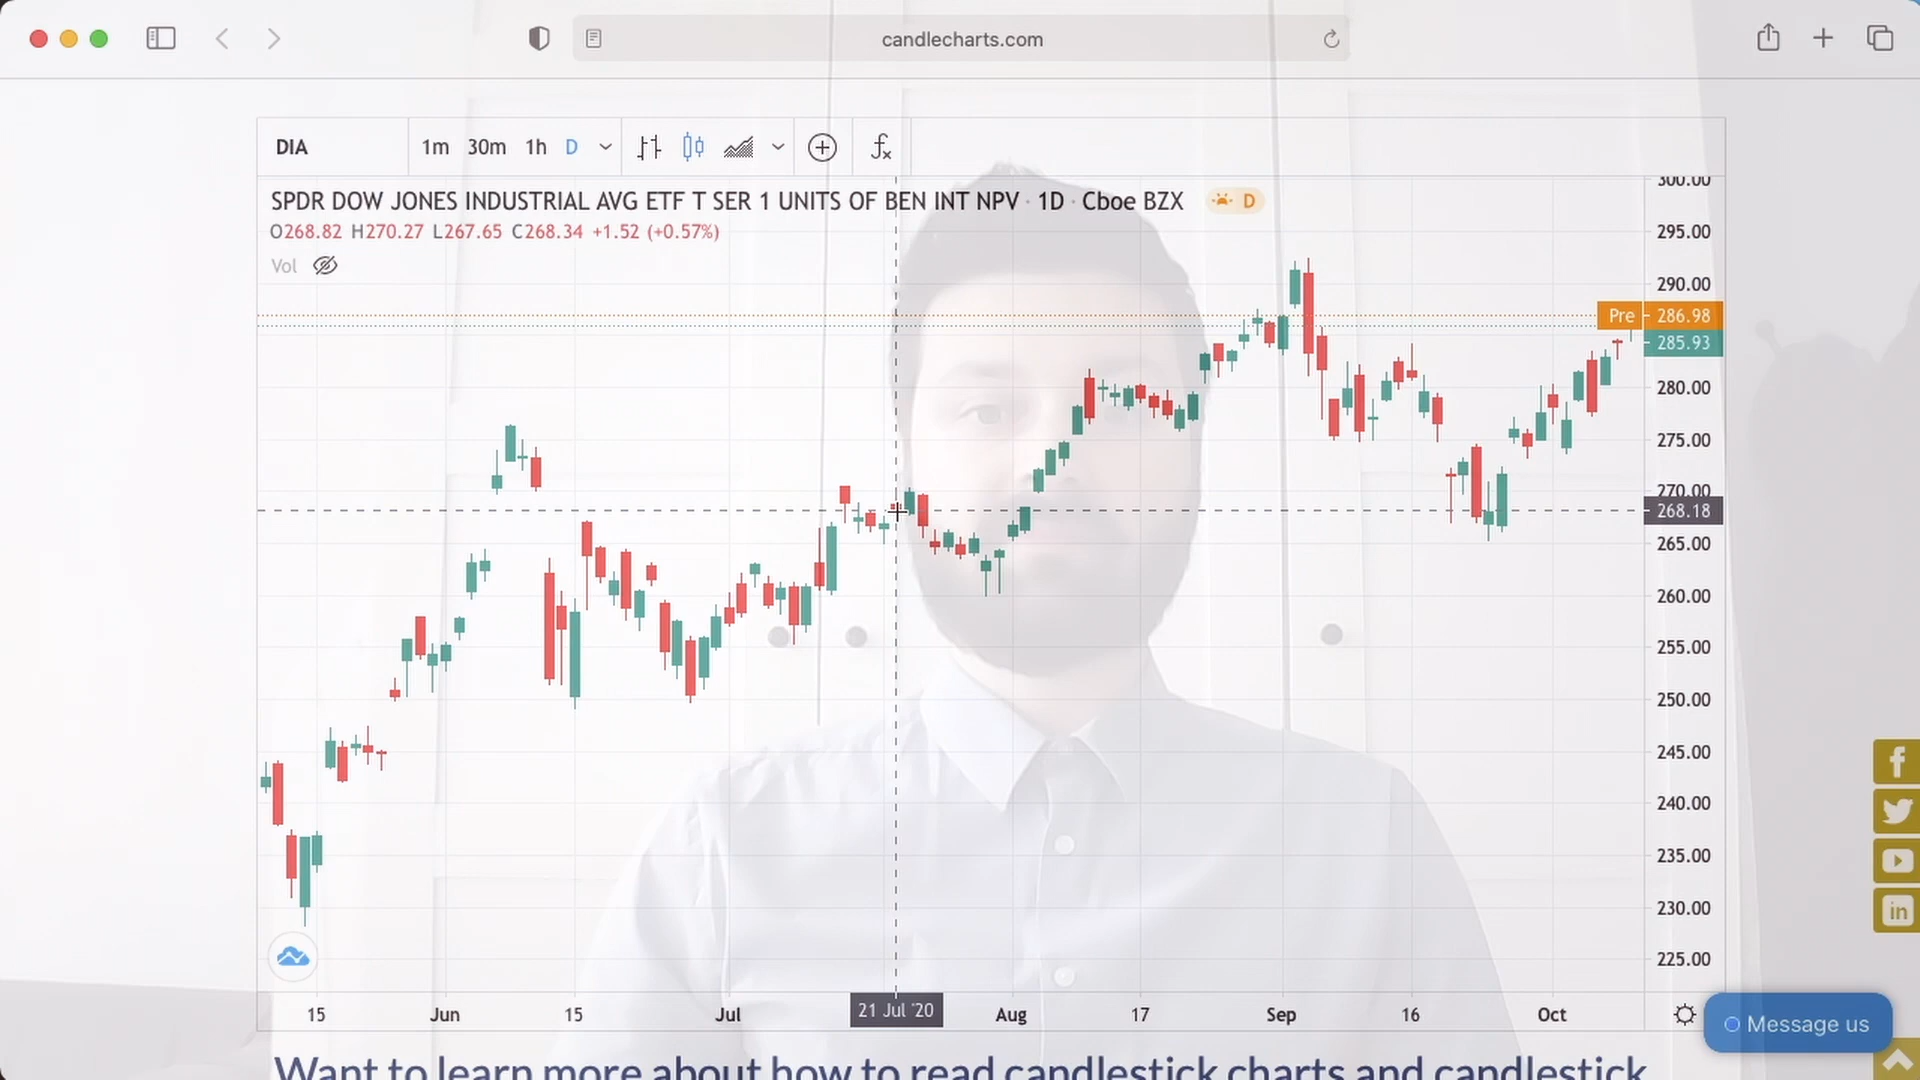 candlecharts.com
DIA 1m 30m 1h D
SPDR DOW JONES INDUSTRIAL AVG ETF T SER 1 UNITS OF BEN INT NPV · 1D · Cboe BZX D
O268.82 H270.27 L267.65 C268.34 +1.52 (+0.57%)
Vol
300.00
295.00
290.00
Pre 286.98
285.93
280.00
275.00
270.00
268.18
265.00
260.00
255.00
250.00
245.00
240.00
235.00
230.00
225.00
15 Jun 15 Jul 21 Jul '20 Aug 17 Sep 16 Oct
Message us
Want to learn more about how to read candlestick charts and candlestick